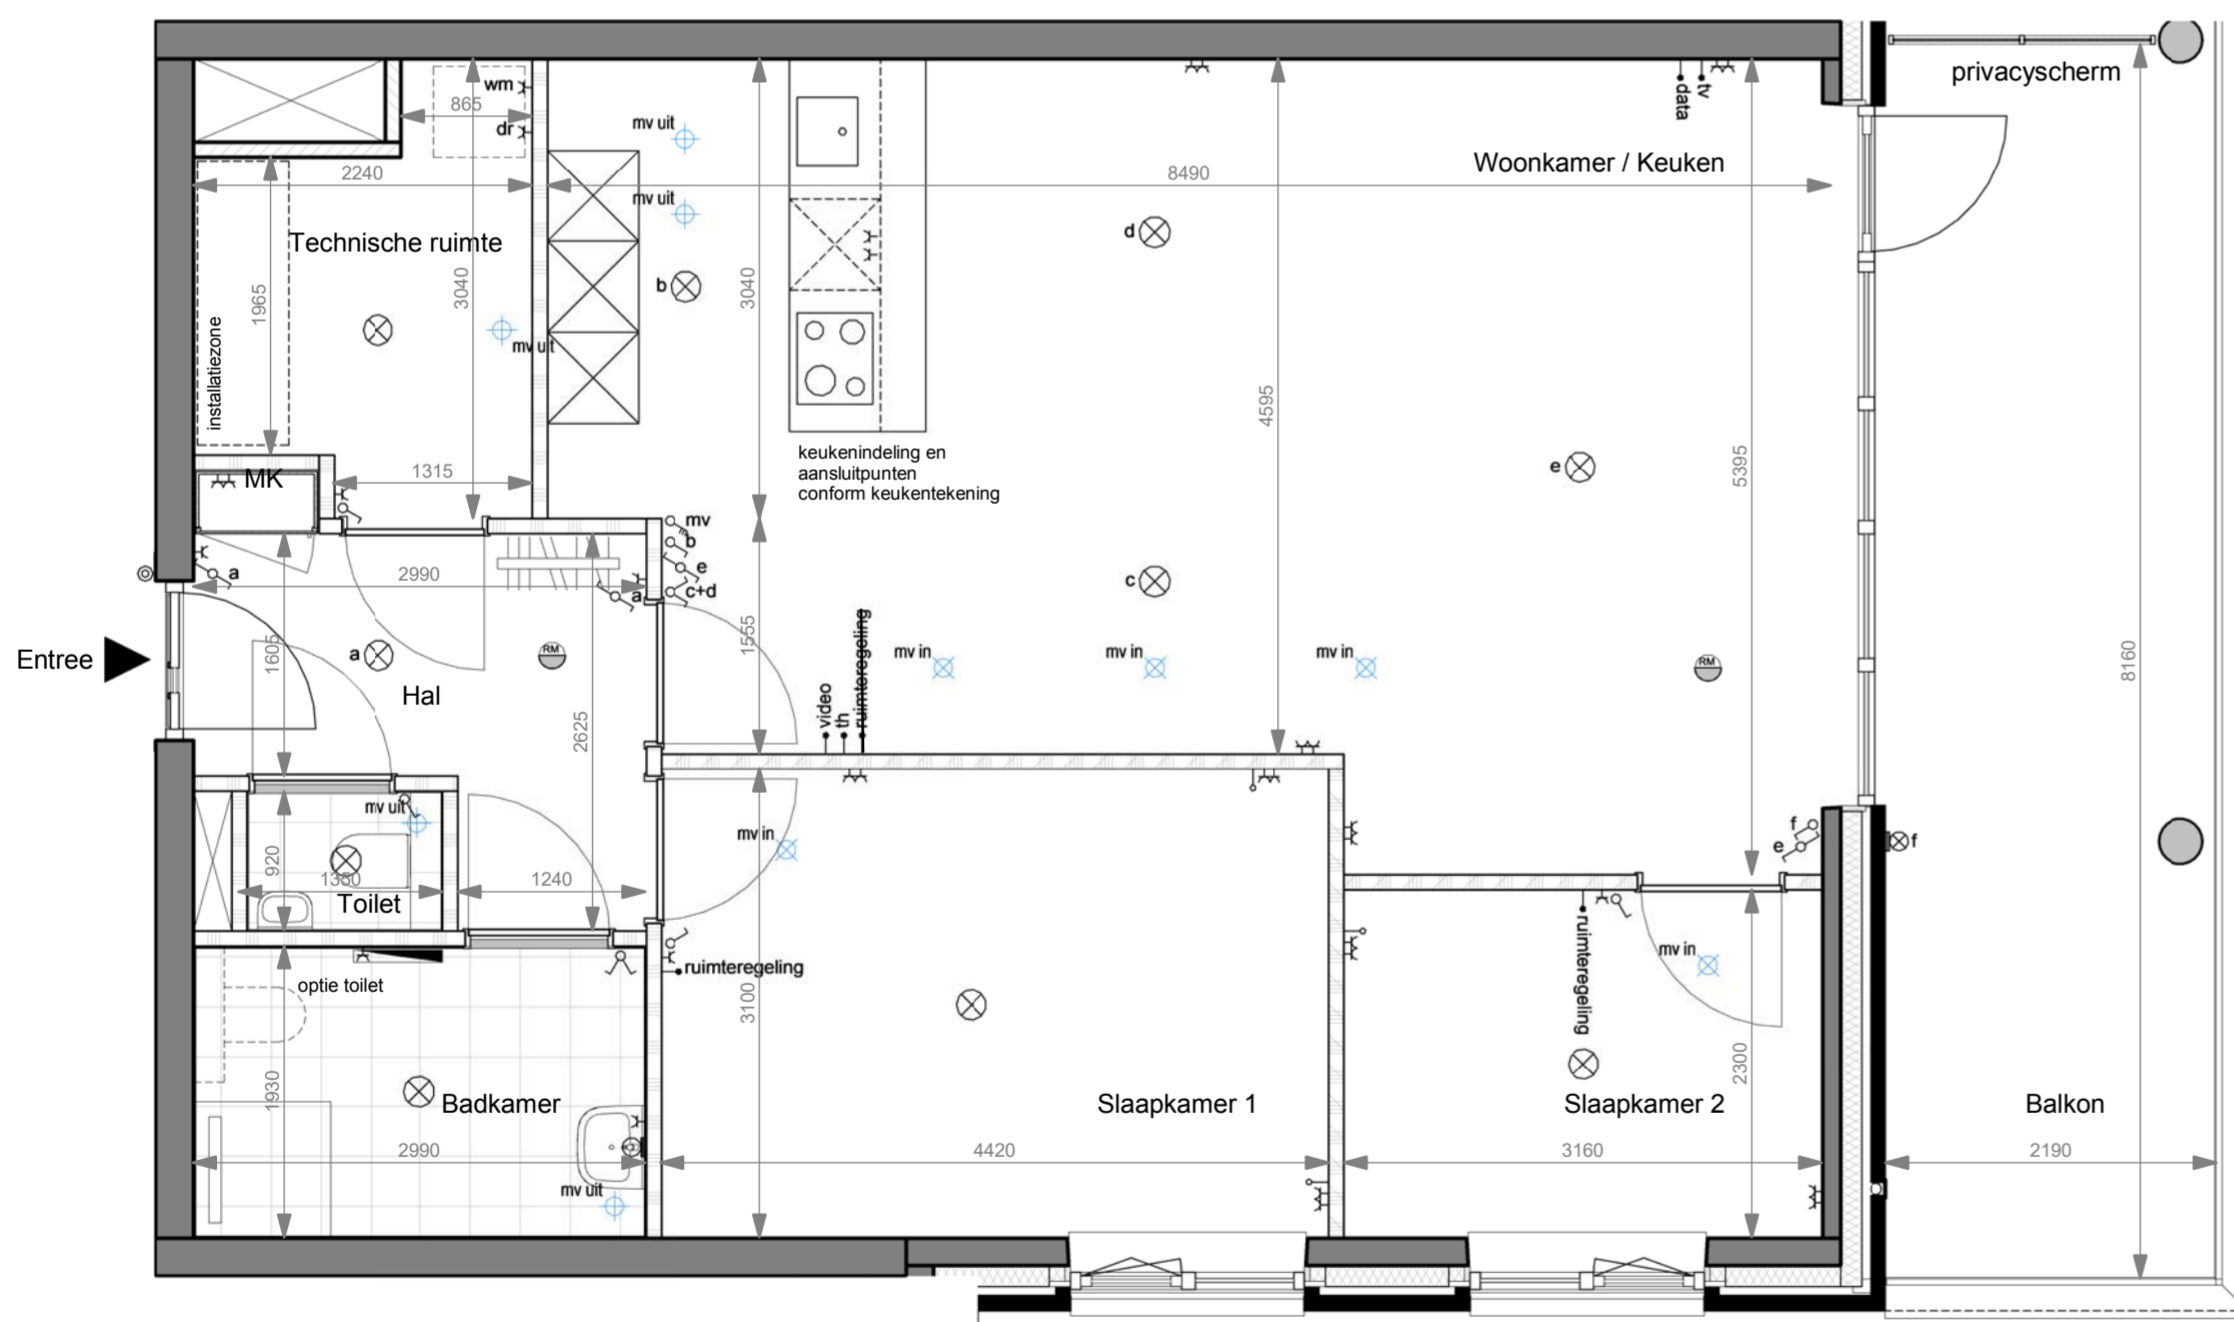 privacyscherm
wm
865
dr
mv uit
data
tv
2240
8490
Woonkamer / Keuken
mv uit
d
Technische ruimte
1965
3040
b
3040
installatiezone
mv uit
4595
5395
keukenindeling en
aansluitpunten
conform keukentekening
e
MK
1315
mv
b
e
c+d
a
2990
a
c
1605
a
RM
1555
ruimteregeling
mv in
mv in
mv in
RM
8160
Entree
Hal
2625
video
th
mv uit
mv in
f
e
f
920
1350
1240
Toilet
ruimteregeling
optie toilet
3100
ruimteregeling
mv in
1930
Badkamer
Slaapkamer 1
2300
Slaapkamer 2
Balkon
2990
4420
3160
2190
mv uit